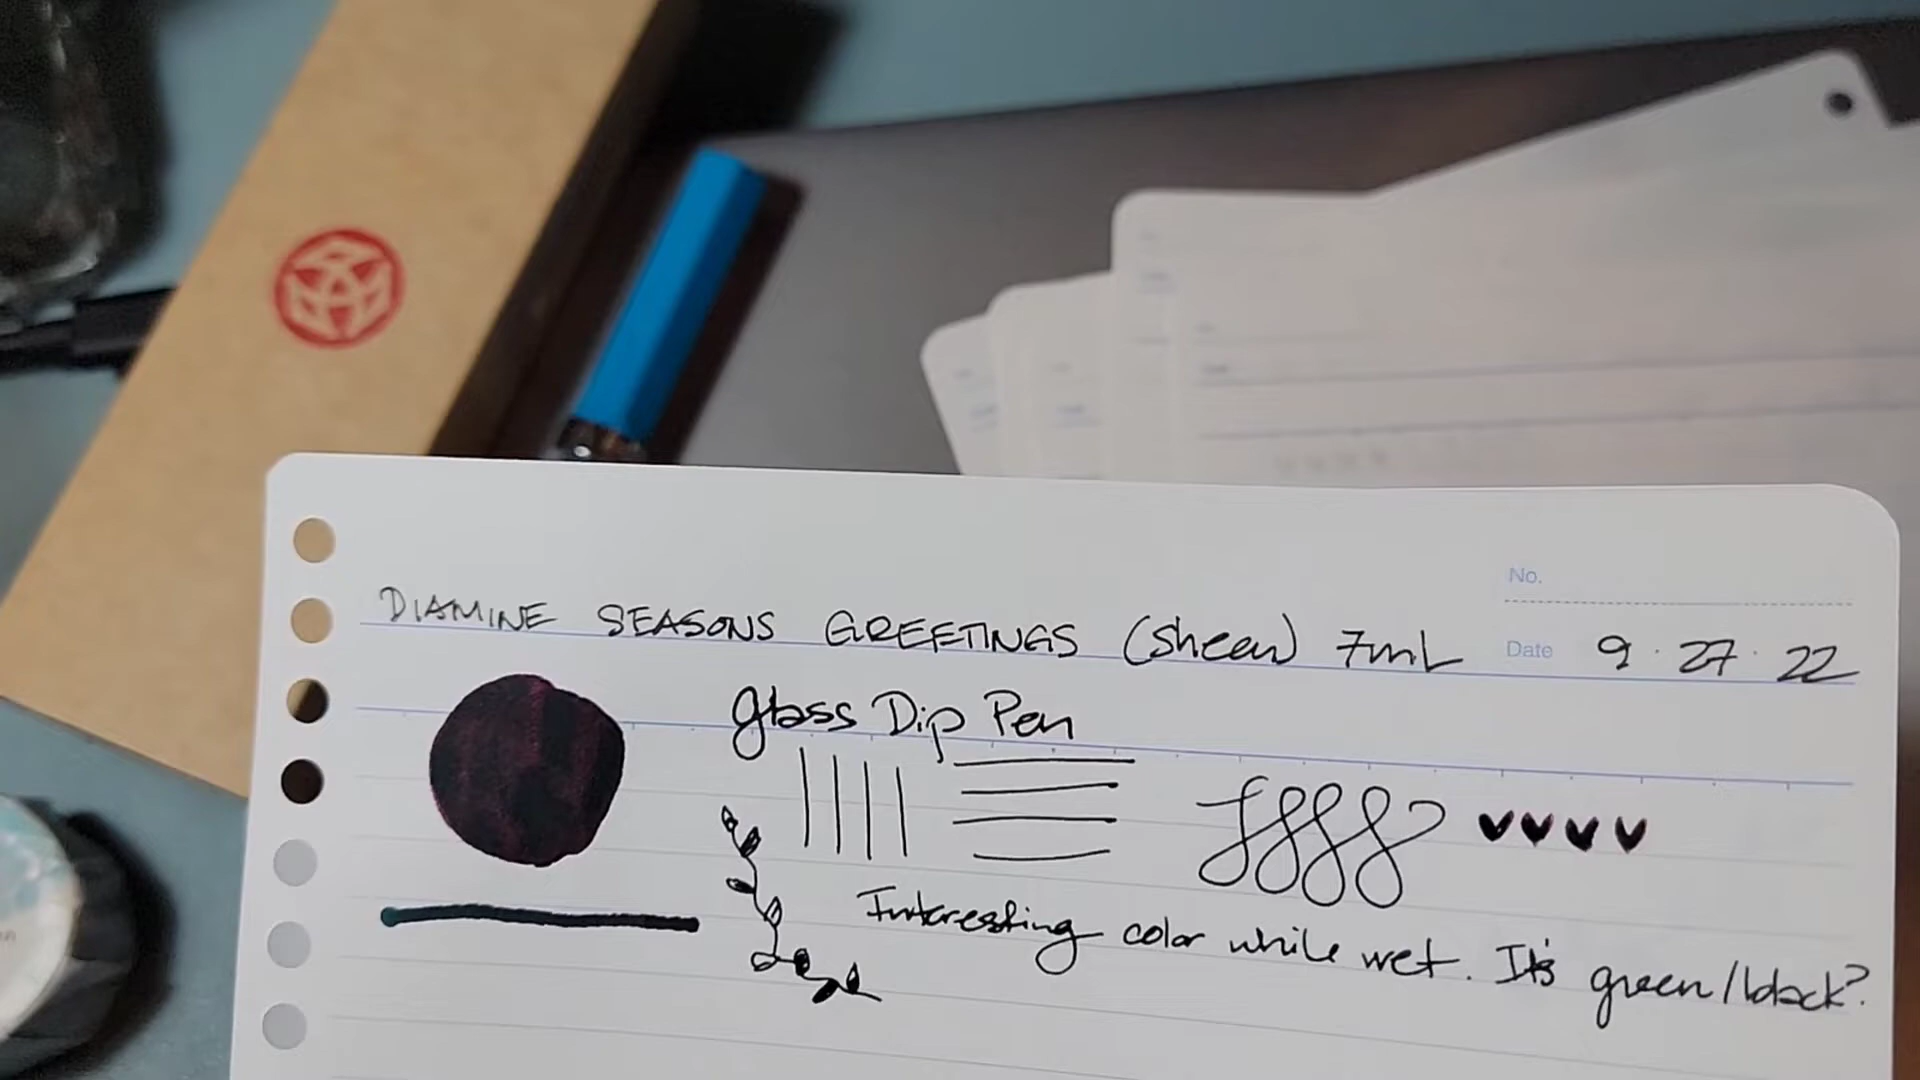 No.
DIAMINE SEASONS GREETINGS (Sheen) 7mL Date 9 · 27 · 22
Glass Dip Pen
Interesting color while wet. It's green/black?